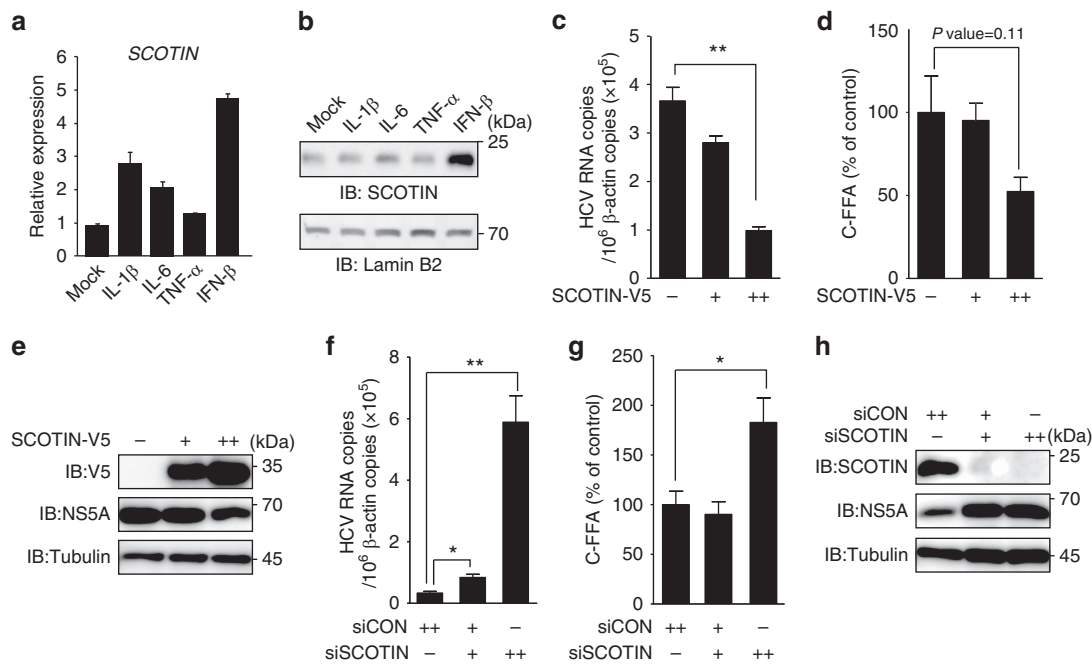 a
SCOTIN
Relative expression
6
5
4
3
2
1
0
Mock
IL-1β
IL-6
TNF-α
IFN-β
b
Mock
IL-1β
IL-6
TNF-α
IFN-β
(kDa)
25
IB: SCOTIN
70
IB: Lamin B2
c
HCV RNA copies
/10⁶ β-actin copies (×10⁵)
5
4
3
2
1
0
**
SCOTIN-V5 – + ++
d
P value=0.11
C-FFA (% of control)
150
100
50
0
SCOTIN-V5 – + ++
e
SCOTIN-V5 – + ++ (kDa)
IB:V5 35
IB:NS5A 70
IB:Tubulin 45
f
HCV RNA copies
/10⁶ β-actin copies (×10⁵)
8
6
4
2
0
**
*
siCON ++ + –
siSCOTIN – + ++
g
C-FFA (% of control)
250
200
150
100
50
0
*
siCON ++ + –
siSCOTIN – + ++
h
siCON ++ + –
siSCOTIN – + ++ (kDa)
IB:SCOTIN 25
IB:NS5A 70
IB:Tubulin 45